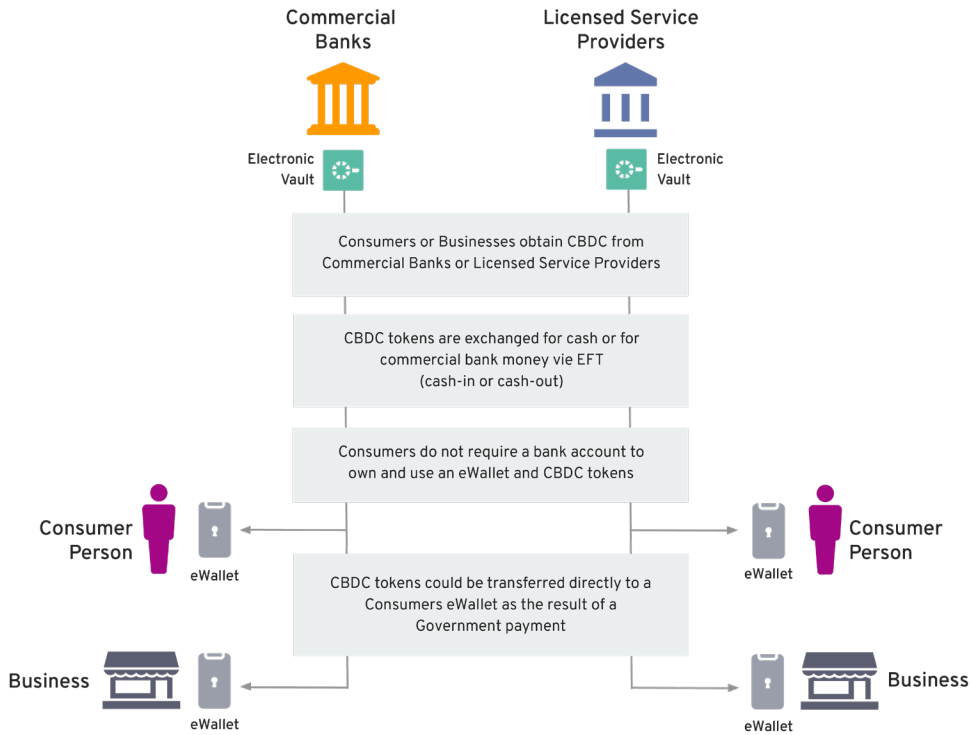 Commercial
Banks
Licensed Service
Providers
Electronic
Vault
Electronic
Vault
Consumers or Businesses obtain CBDC from
Commercial Banks or Licensed Service Providers
CBDC tokens are exchanged for cash or for
commercial bank money vie EFT
(cash-in or cash-out)
Consumers do not require a bank account to
own and use an eWallet and CBDC tokens
Consumer
Person
eWallet
eWallet
Consumer
Person
CBDC tokens could be transferred directly to a
Consumers eWallet as the result of a
Government payment
Business
eWallet
eWallet
Business